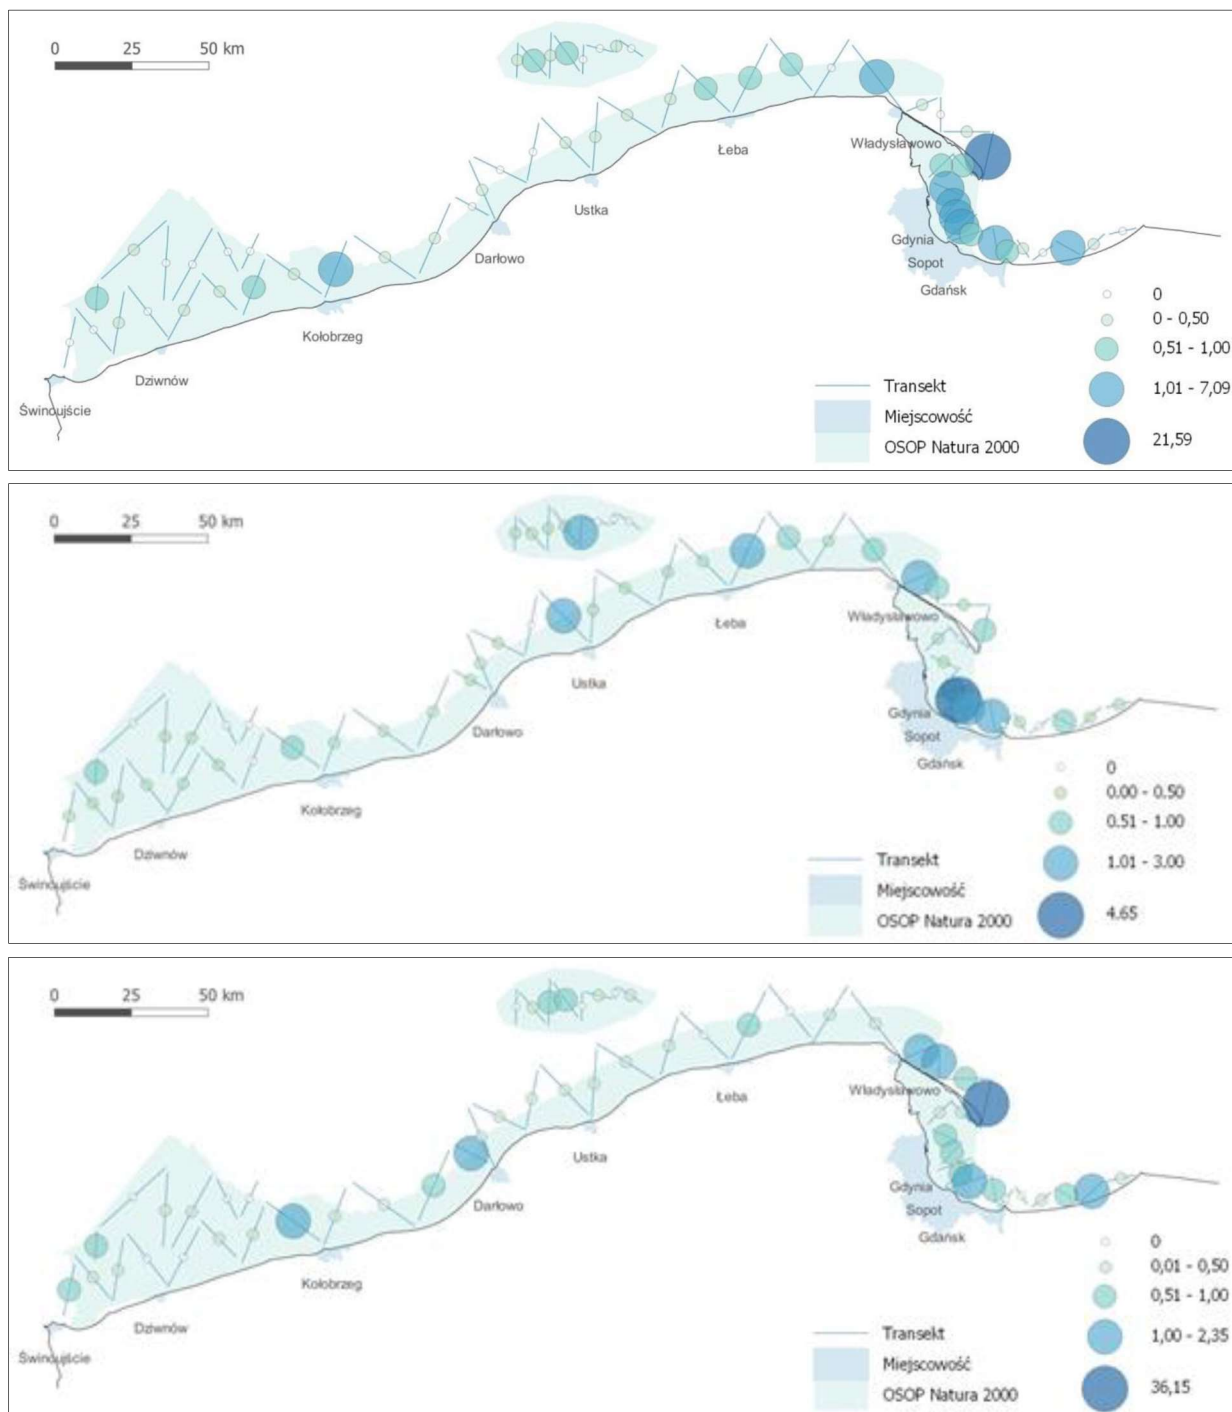 0 25 50 km
Łeba
Władysławowo
Ustka
Gdynia
Darłowo
Sopot
Gdańsk
0
0 - 0,50
Kołobrzeg
0,51 - 1,00
Dziwnów
Transekt
1,01 - 7,09
Świnoujście
Miejscowość
21,59
OSOP Natura 2000
0 25 50 km
Łeba
Władysławowo
Ustka
Gdynia
Darłowo
Sopot
Gdańsk
0
0.00 - 0.50
Kołobrzeg
0.51 - 1.00
Dziwnów
Transekt
1.01 - 3.00
Świnoujście
Miejscowość
4.65
OSOP Natura 2000
0 25 50 km
Łeba
Władysławowo
Ustka
Gdynia
Darłowo
Sopot
Gdańsk
0
0,01 - 0,50
Kołobrzeg
0,51 - 1,00
Dziwnów
Transekt
1,00 - 2,35
Świnoujście
Miejscowość
36,15
OSOP Natura 2000